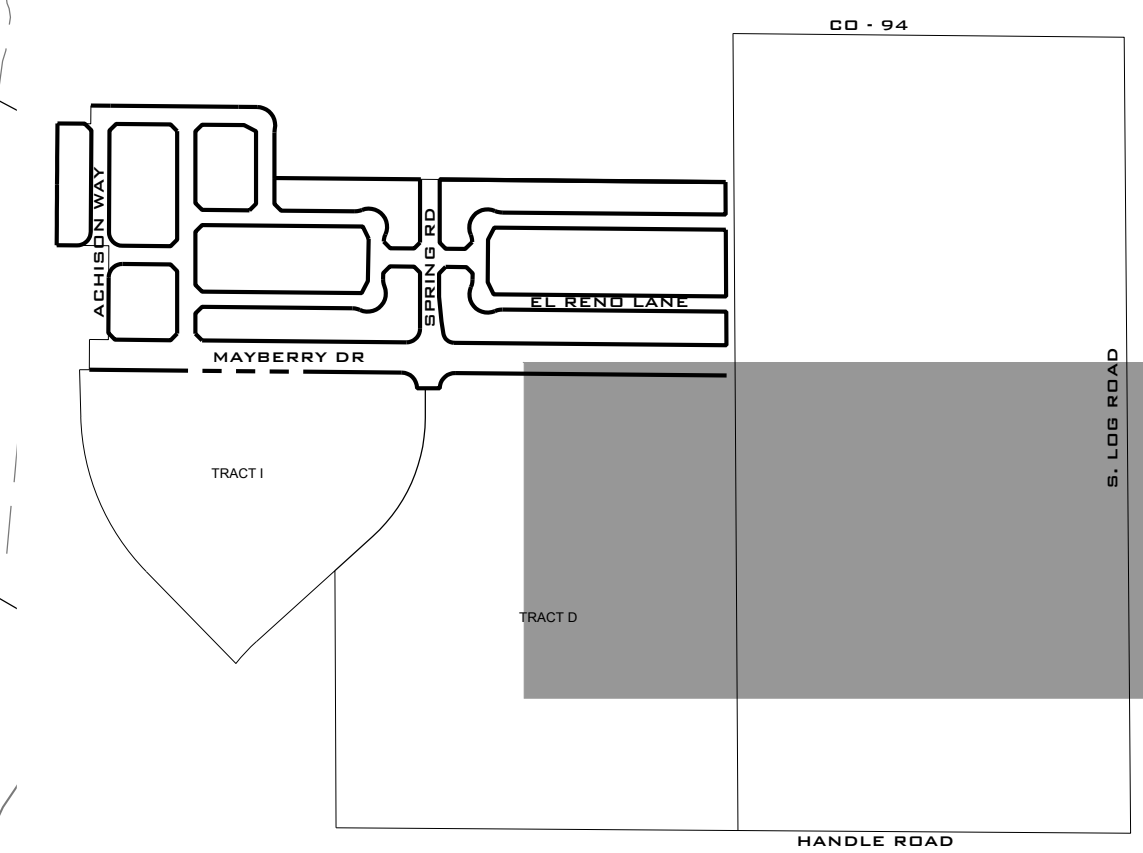 CO - 94
ACHISON WAY
SPRING RD
EL RENO LANE
MAYBERRY DR
S. LOG ROAD
TRACT I
TRACT D
HANDLE ROAD